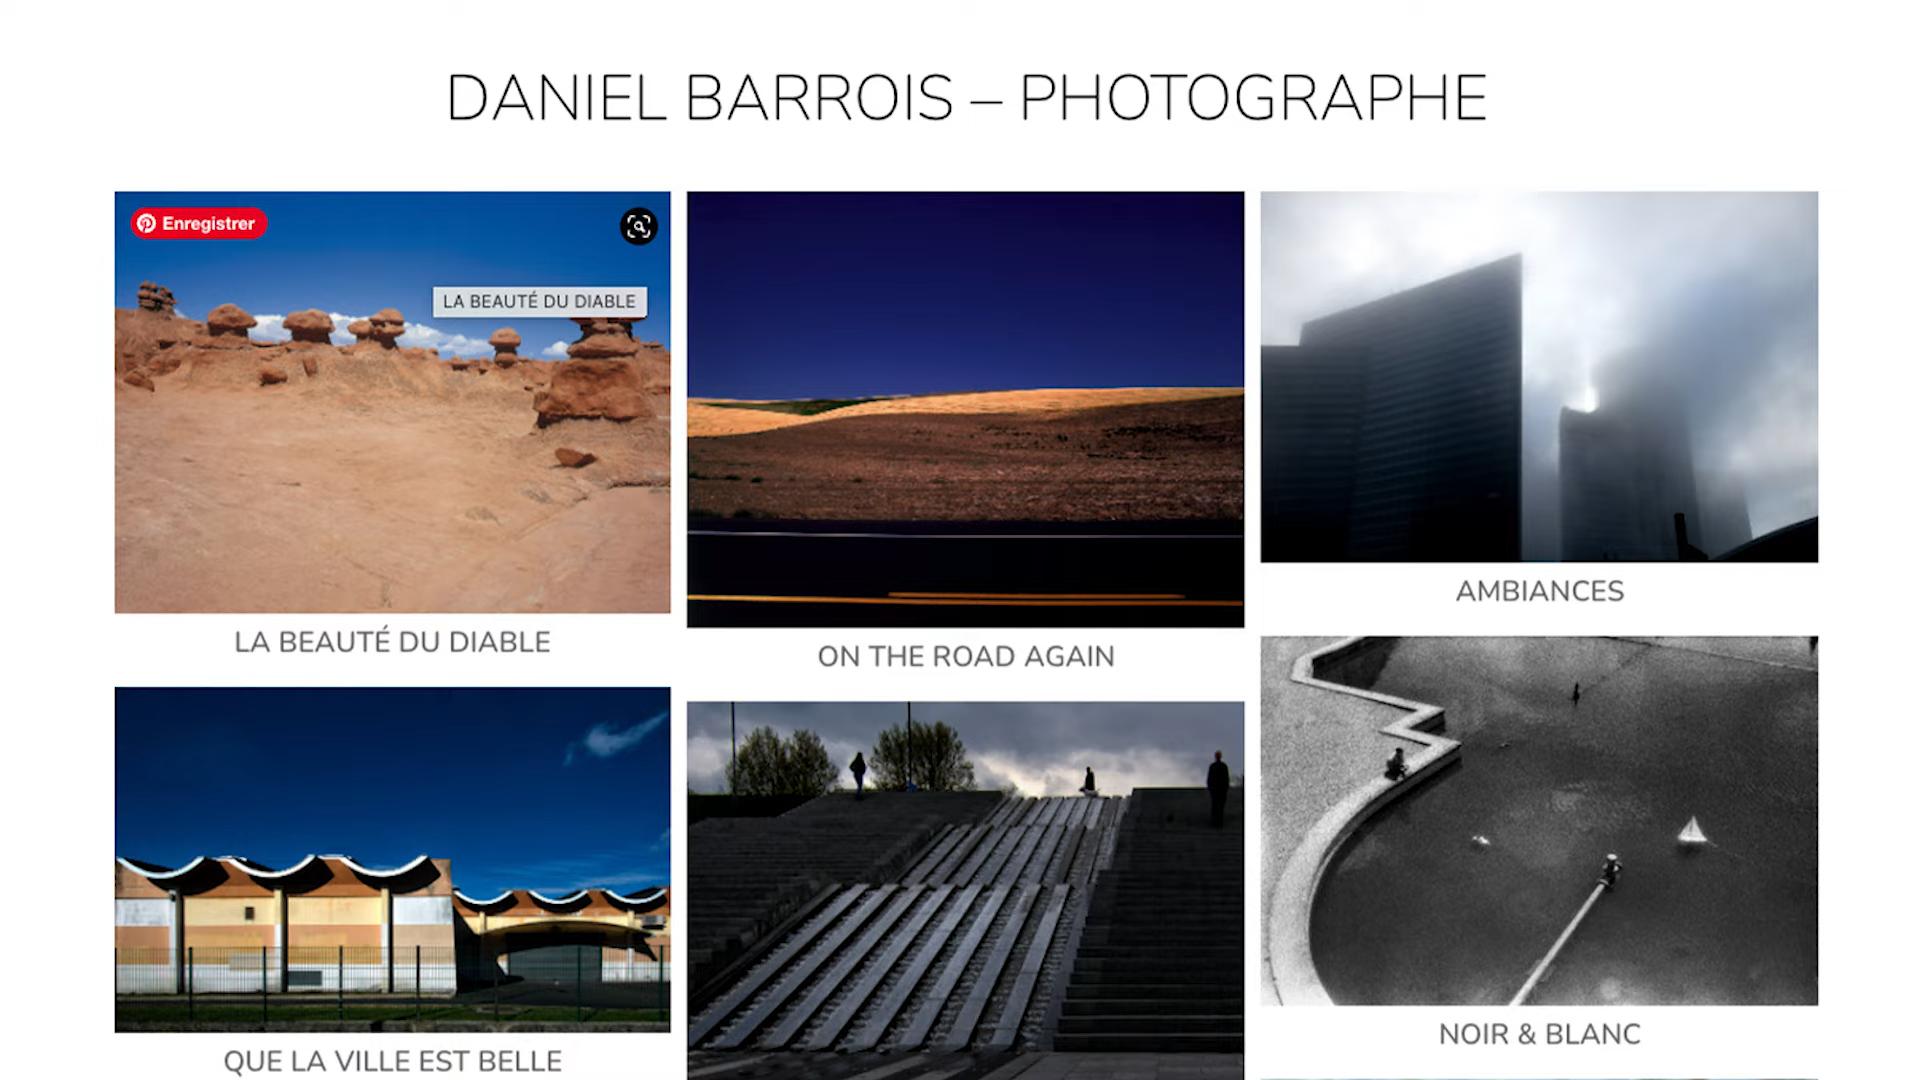 DANIEL BARROIS – PHOTOGRAPHE
Enregistrer
LA BEAUTÉ DU DIABLE
LA BEAUTÉ DU DIABLE
ON THE ROAD AGAIN
AMBIANCES
QUE LA VILLE EST BELLE
NOIR & BLANC